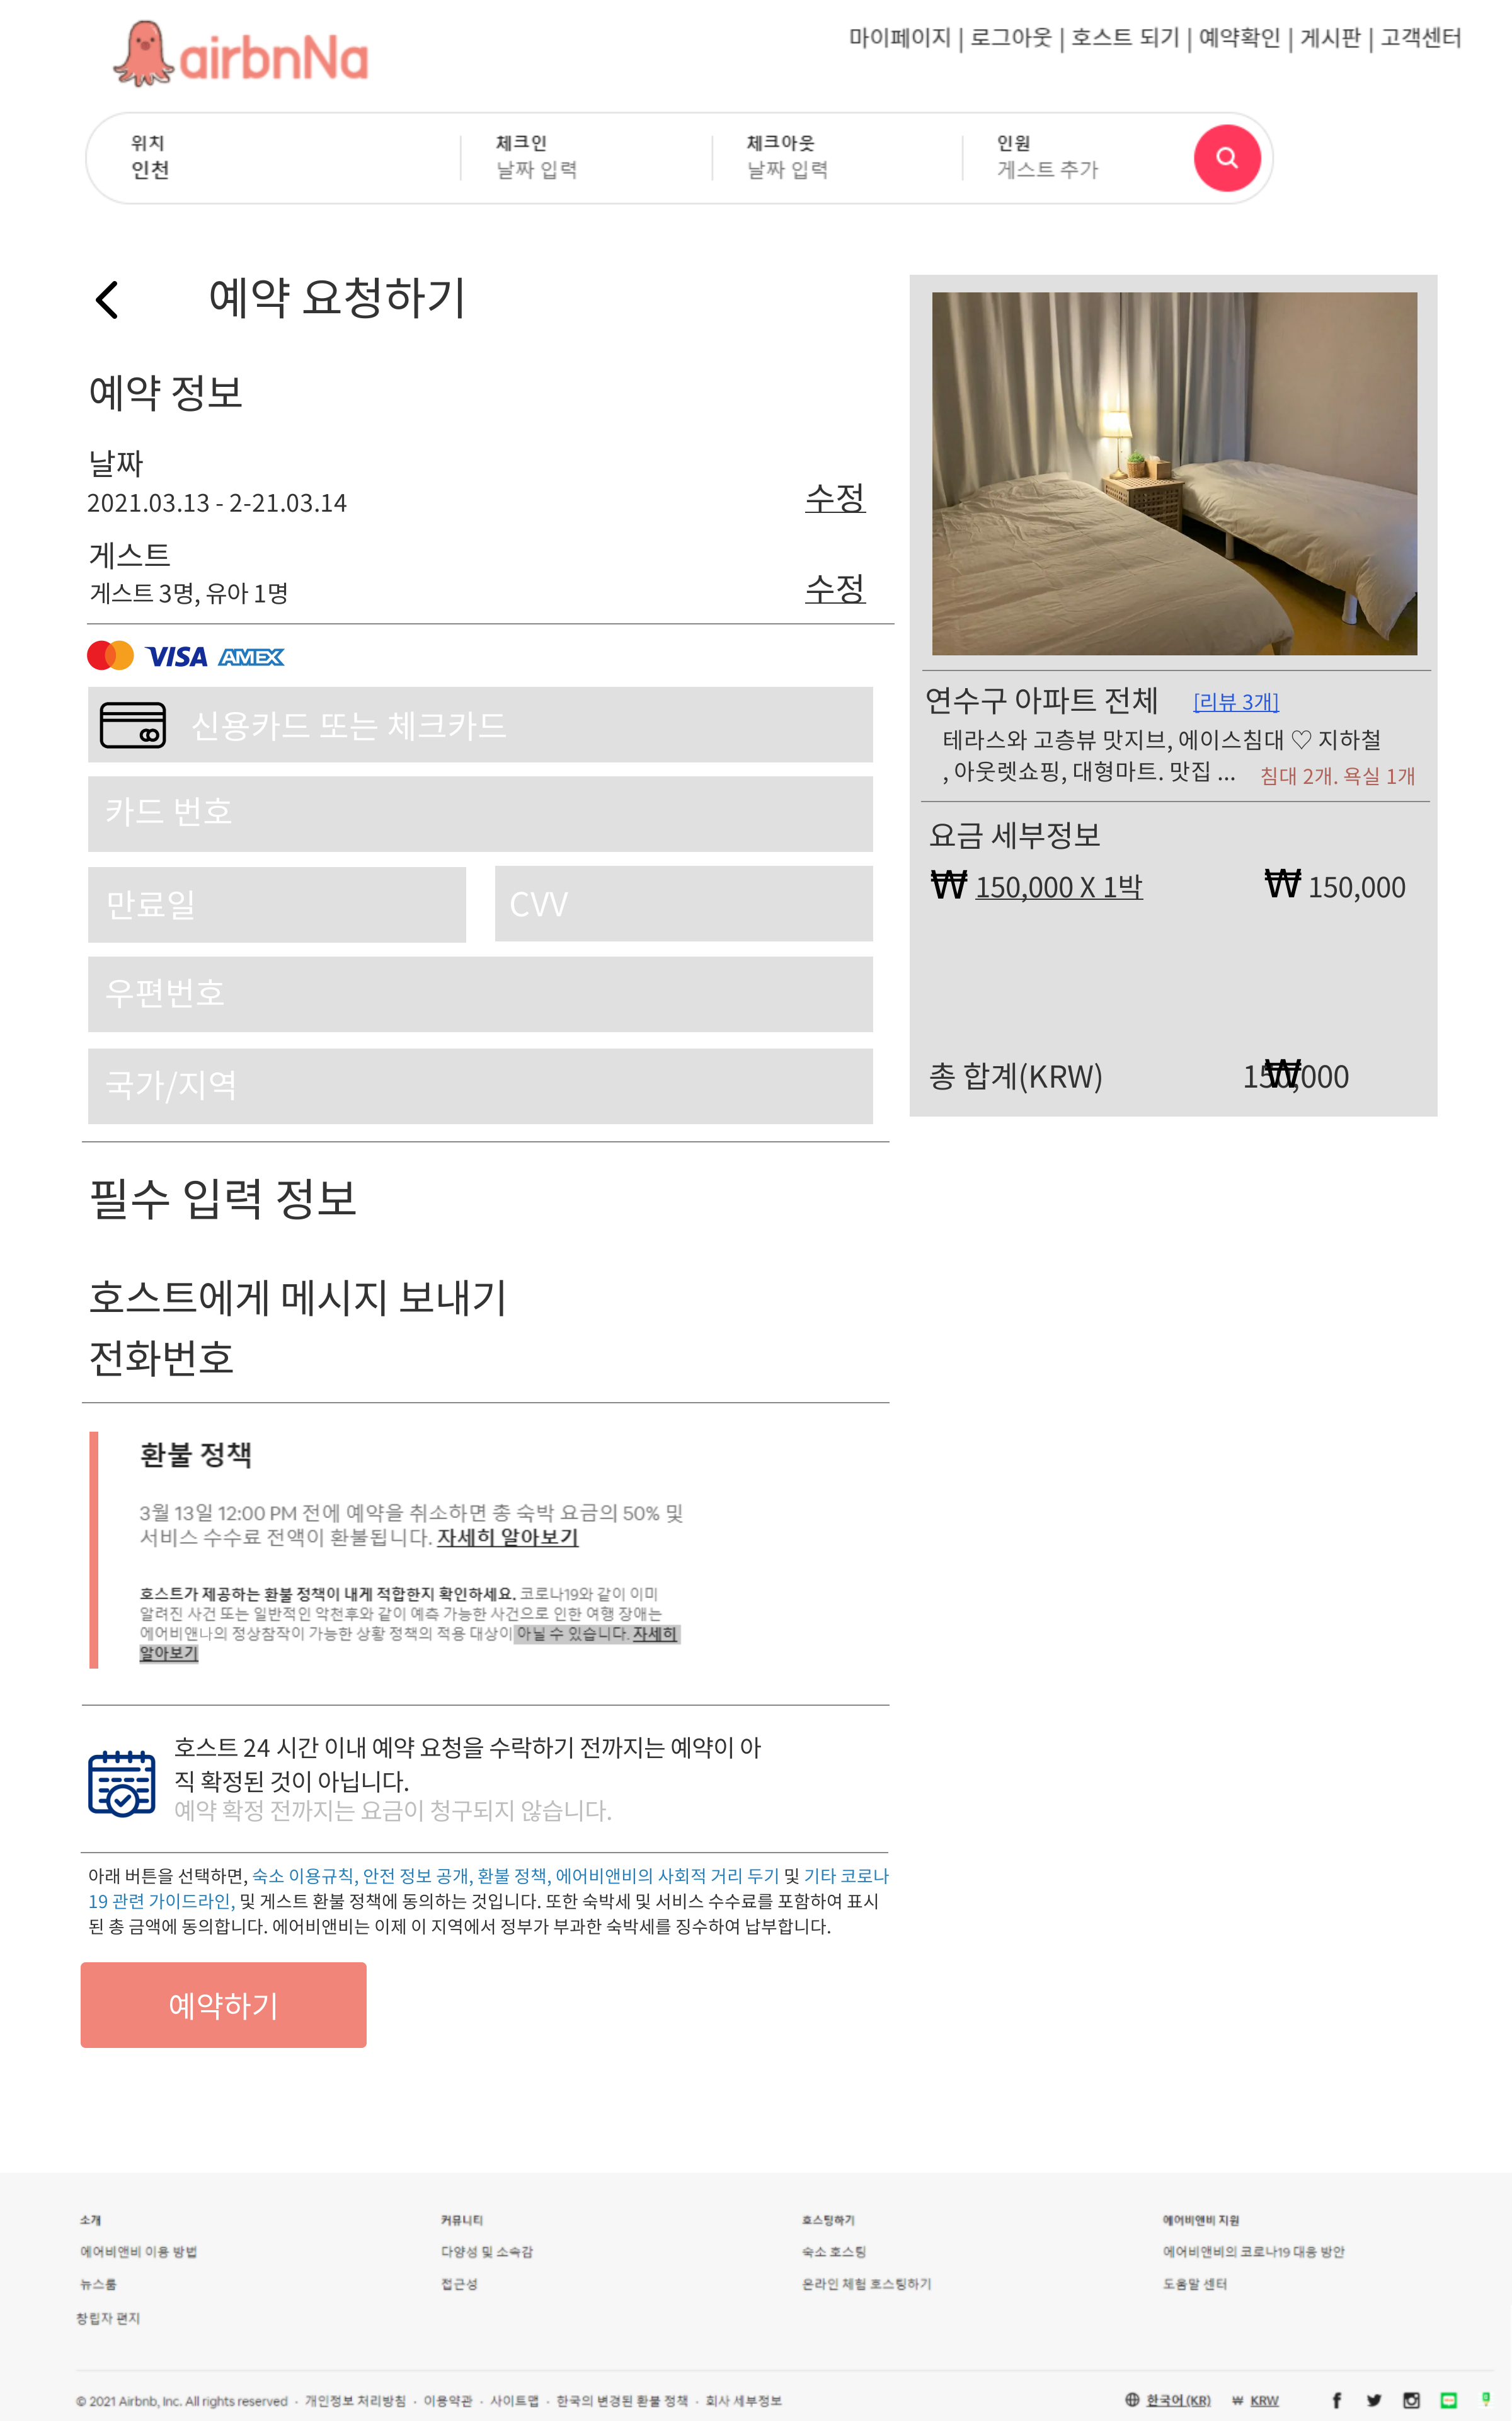 airbnNa
마이페이지 | 로그아웃 | 호스트 되기 | 예약확인 | 게시판 | 고객센터
위치
인천
체크인
날짜 입력
체크아웃
날짜 입력
인원
게스트 추가
예약 요청하기
예약 정보
날짜
2021.03.13 - 2-21.03.14
수정
게스트
게스트 3명, 유아 1명
수정
VISA AMEX
신용카드 또는 체크카드
카드 번호
만료일
CVV
우편번호
국가/지역
연수구 아파트 전체 [리뷰 3개]
테라스와 고층뷰 맛지브, 에이스침대 ♡ 지하철
, 아웃렛쇼핑, 대형마트. 맛집 ... 침대 2개. 욕실 1개
요금 세부정보
₩ 150,000 X 1박 ₩ 150,000
총 합계(KRW) ₩ 150,000
필수 입력 정보
호스트에게 메시지 보내기
전화번호
환불 정책
3월 13일 12:00 PM 전에 예약을 취소하면 총 숙박 요금의 50% 및
서비스 수수료 전액이 환불됩니다. 자세히 알아보기
호스트가 제공하는 환불 정책이 내게 적합한지 확인하세요. 코로나19와 같이 이미
알려진 사건 또는 일반적인 악천후와 같이 예측 가능한 사건으로 인한 여행 장애는
에어비앤나의 정상참작이 가능한 상황 정책의 적용 대상이 아닐 수 있습니다. 자세히
알아보기
호스트 24 시간 이내 예약 요청을 수락하기 전까지는 예약이 아
직 확정된 것이 아닙니다.
예약 확정 전까지는 요금이 청구되지 않습니다.
아래 버튼을 선택하면, 숙소 이용규칙, 안전 정보 공개, 환불 정책, 에어비앤비의 사회적 거리 두기 및 기타 코로나
19 관련 가이드라인, 및 게스트 환불 정책에 동의하는 것입니다. 또한 숙박세 및 서비스 수수료를 포함하여 표시
된 총 금액에 동의합니다. 에어비앤비는 이제 이 지역에서 정부가 부과한 숙박세를 징수하여 납부합니다.
예약하기
소개
에어비앤비 이용 방법
뉴스룸
창립자 편지
커뮤니티
다양성 및 소속감
접근성
호스팅하기
숙소 호스팅
온라인 체험 호스팅하기
에어비앤비 지원
에어비앤비의 코로나19 대응 방안
도움말 센터
© 2021 Airbnb, Inc. All rights reserved · 개인정보 처리방침 · 이용약관 · 사이트맵 · 한국의 변경된 환불 정책 · 회사 세부정보
한국어 (KR) ₩ KRW